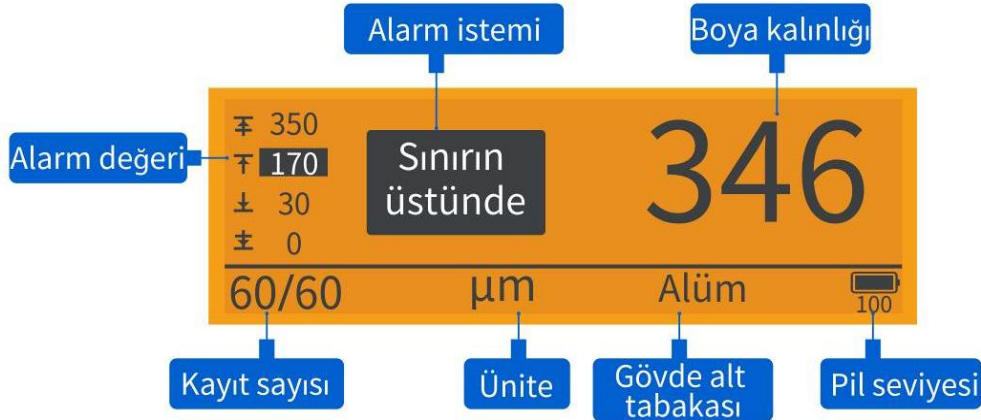 Alarm istemi
Boya kalınlığı
Alarm değeri
350
170
30
0
Sınırın
üstünde
346
60/60
µm
Alüm
100
Kayıt sayısı
Ünite
Gövde alt
tabakası
Pil seviyesi